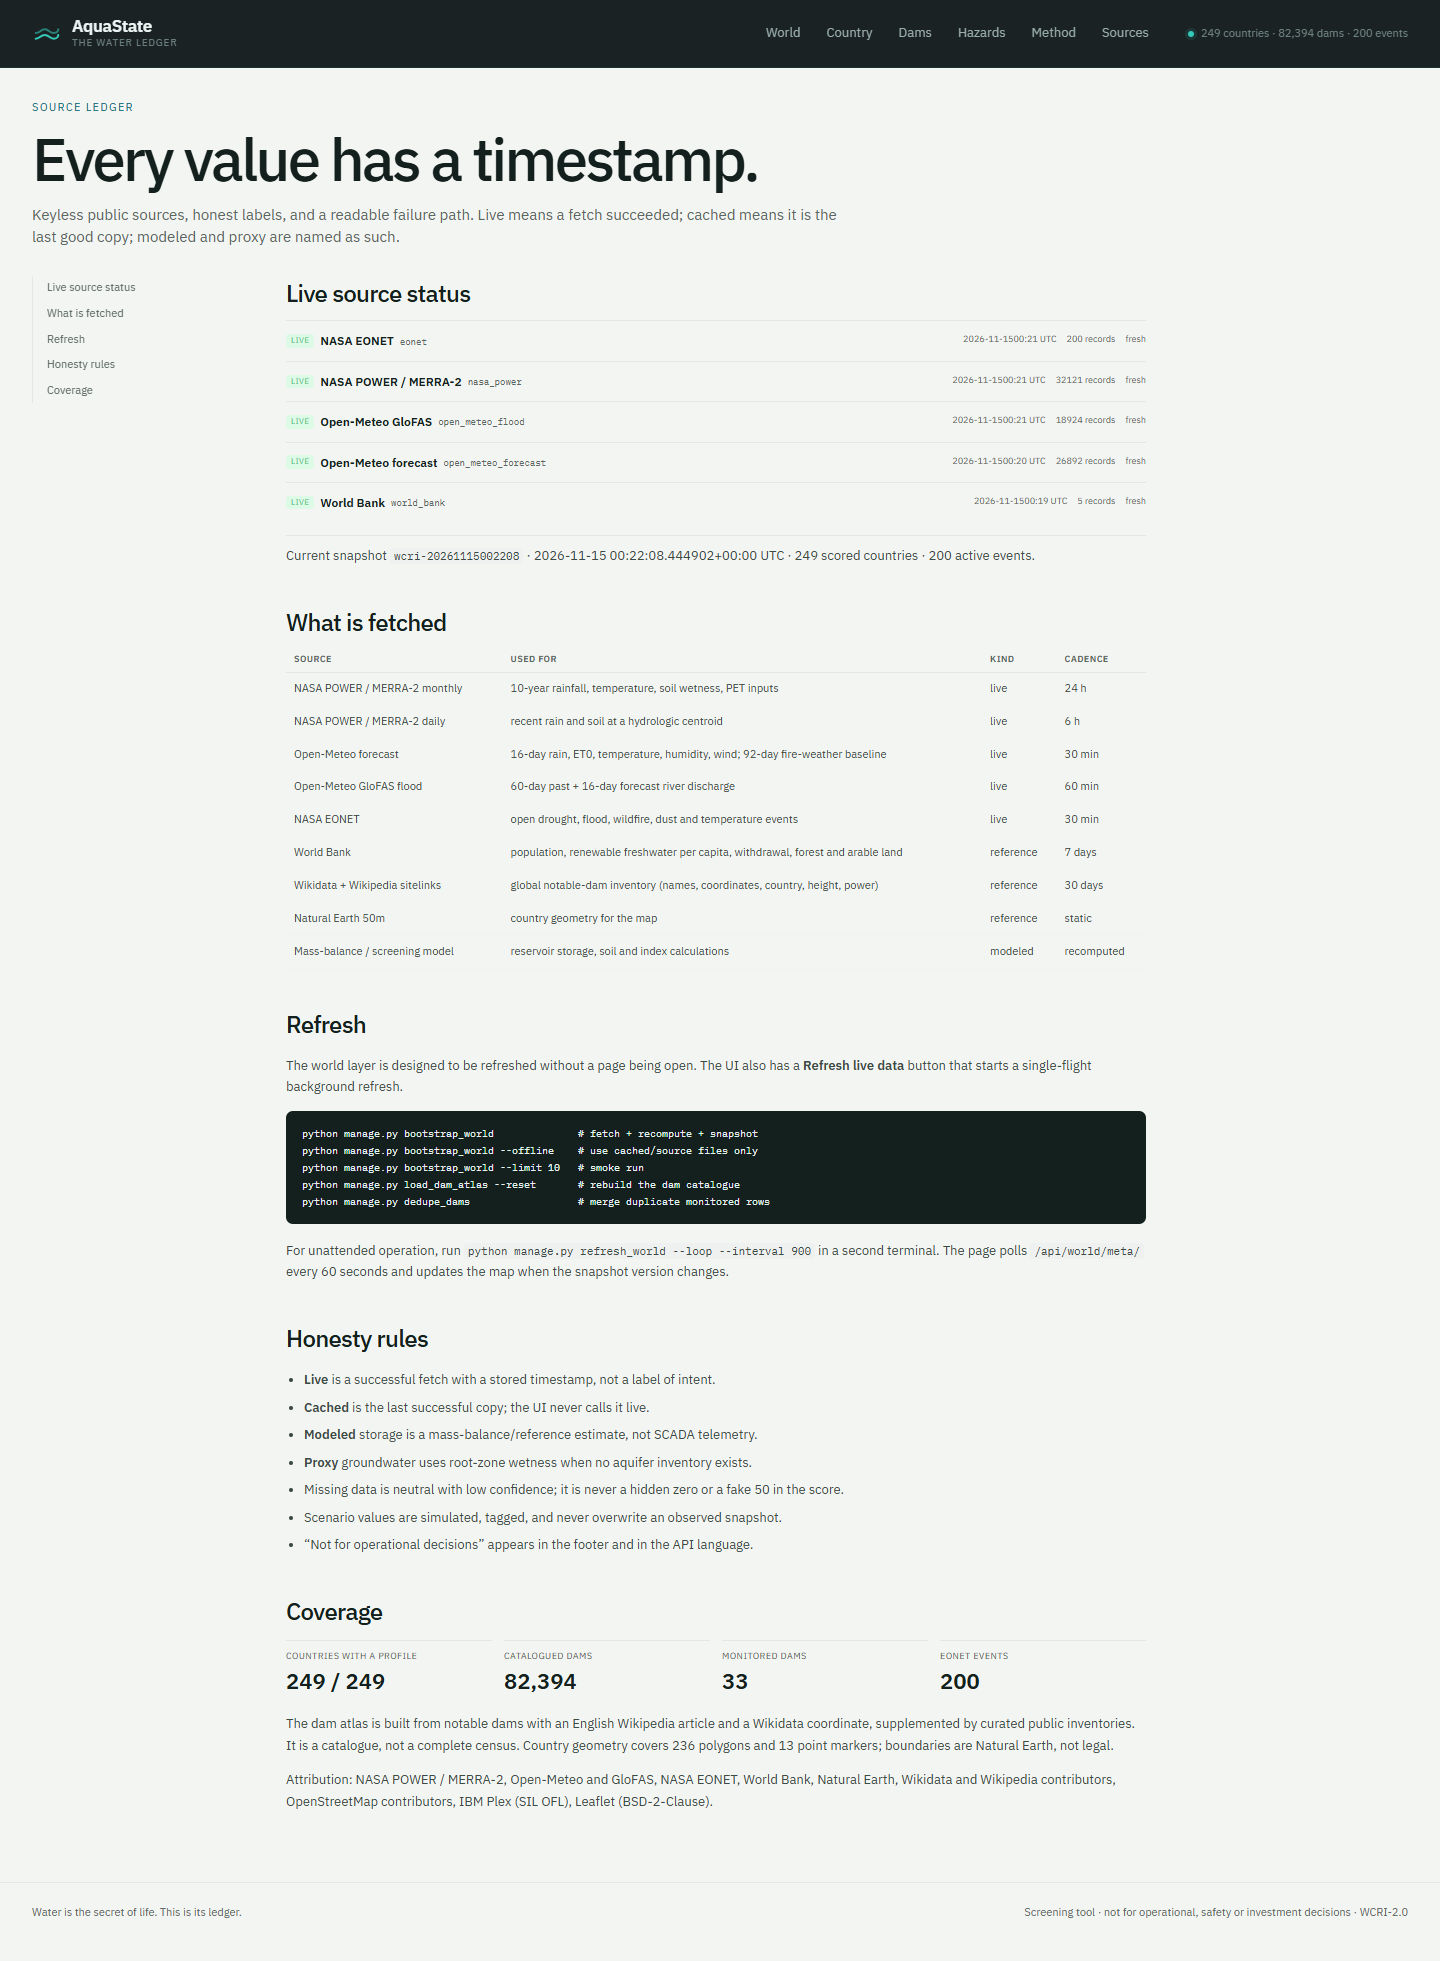 AquaState
THE WATER LEDGER
World Country Dams Hazards Method Sources
249 countries · 82,394 dams · 200 events
SOURCE LEDGER
Every value has a timestamp.
Keyless public sources, honest labels, and a readable failure path. Live means a fetch succeeded; cached means it is the
last good copy; modeled and proxy are named as such.
Live source status
What is fetched
Refresh
Honesty rules
Coverage
Live source status
LIVE NASA EONET eonet 2026-11-1500:21 UTC 200 records fresh
LIVE NASA POWER / MERRA-2 nasa_power 2026-11-1500:21 UTC 32121 records fresh
LIVE Open-Meteo GloFAS open_meteo_flood 2026-11-1500:21 UTC 18924 records fresh
LIVE Open-Meteo forecast open_meteo_forecast 2026-11-1500:20 UTC 26892 records fresh
LIVE World Bank world_bank 2026-11-1500:19 UTC 5 records fresh
Current snapshot wcri-20261115002208 · 2026-11-15 00:22:08.444902+00:00 UTC · 249 scored countries · 200 active events.
What is fetched
SOURCE USED FOR KIND CADENCE
NASA POWER / MERRA-2 monthly 10-year rainfall, temperature, soil wetness, PET inputs live 24 h
NASA POWER / MERRA-2 daily recent rain and soil at a hydrologic centroid live 6 h
Open-Meteo forecast 16-day rain, ET0, temperature, humidity, wind; 92-day fire-weather baseline live 30 min
Open-Meteo GloFAS flood 60-day past + 16-day forecast river discharge live 60 min
NASA EONET open drought, flood, wildfire, dust and temperature events live 30 min
World Bank population, renewable freshwater per capita, withdrawal, forest and arable land reference 7 days
Wikidata + Wikipedia sitelinks global notable-dam inventory (names, coordinates, country, height, power) reference 30 days
Natural Earth 50m country geometry for the map reference static
Mass-balance / screening model reservoir storage, soil and index calculations modeled recomputed
Refresh
The world layer is designed to be refreshed without a page being open. The UI also has a Refresh live data button that starts a single-flight
background refresh.
python manage.py bootstrap_world # fetch + recompute + snapshot
python manage.py bootstrap_world --offline # use cached/source files only
python manage.py bootstrap_world --limit 10 # smoke run
python manage.py load_dam_atlas --reset # rebuild the dam catalogue
python manage.py dedupe_dams # merge duplicate monitored rows
For unattended operation, run python manage.py refresh_world --loop --interval 900 in a second terminal. The page polls /api/world/meta/
every 60 seconds and updates the map when the snapshot version changes.
Honesty rules
• Live is a successful fetch with a stored timestamp, not a label of intent.
• Cached is the last successful copy; the UI never calls it live.
• Modeled storage is a mass-balance/reference estimate, not SCADA telemetry.
• Proxy groundwater uses root-zone wetness when no aquifer inventory exists.
• Missing data is neutral with low confidence; it is never a hidden zero or a fake 50 in the score.
• Scenario values are simulated, tagged, and never overwrite an observed snapshot.
• “Not for operational decisions” appears in the footer and in the API language.
Coverage
COUNTRIES WITH A PROFILE CATALOGUED DAMS MONITORED DAMS EONET EVENTS
249 / 249 82,394 33 200
The dam atlas is built from notable dams with an English Wikipedia article and a Wikidata coordinate, supplemented by curated public inventories.
It is a catalogue, not a complete census. Country geometry covers 236 polygons and 13 point markers; boundaries are Natural Earth, not legal.
Attribution: NASA POWER / MERRA-2, Open-Meteo and GloFAS, NASA EONET, World Bank, Natural Earth, Wikidata and Wikipedia contributors,
OpenStreetMap contributors, IBM Plex (SIL OFL), Leaflet (BSD-2-Clause).
Water is the secret of life. This is its ledger.
Screening tool · not for operational, safety or investment decisions · WCRI-2.0